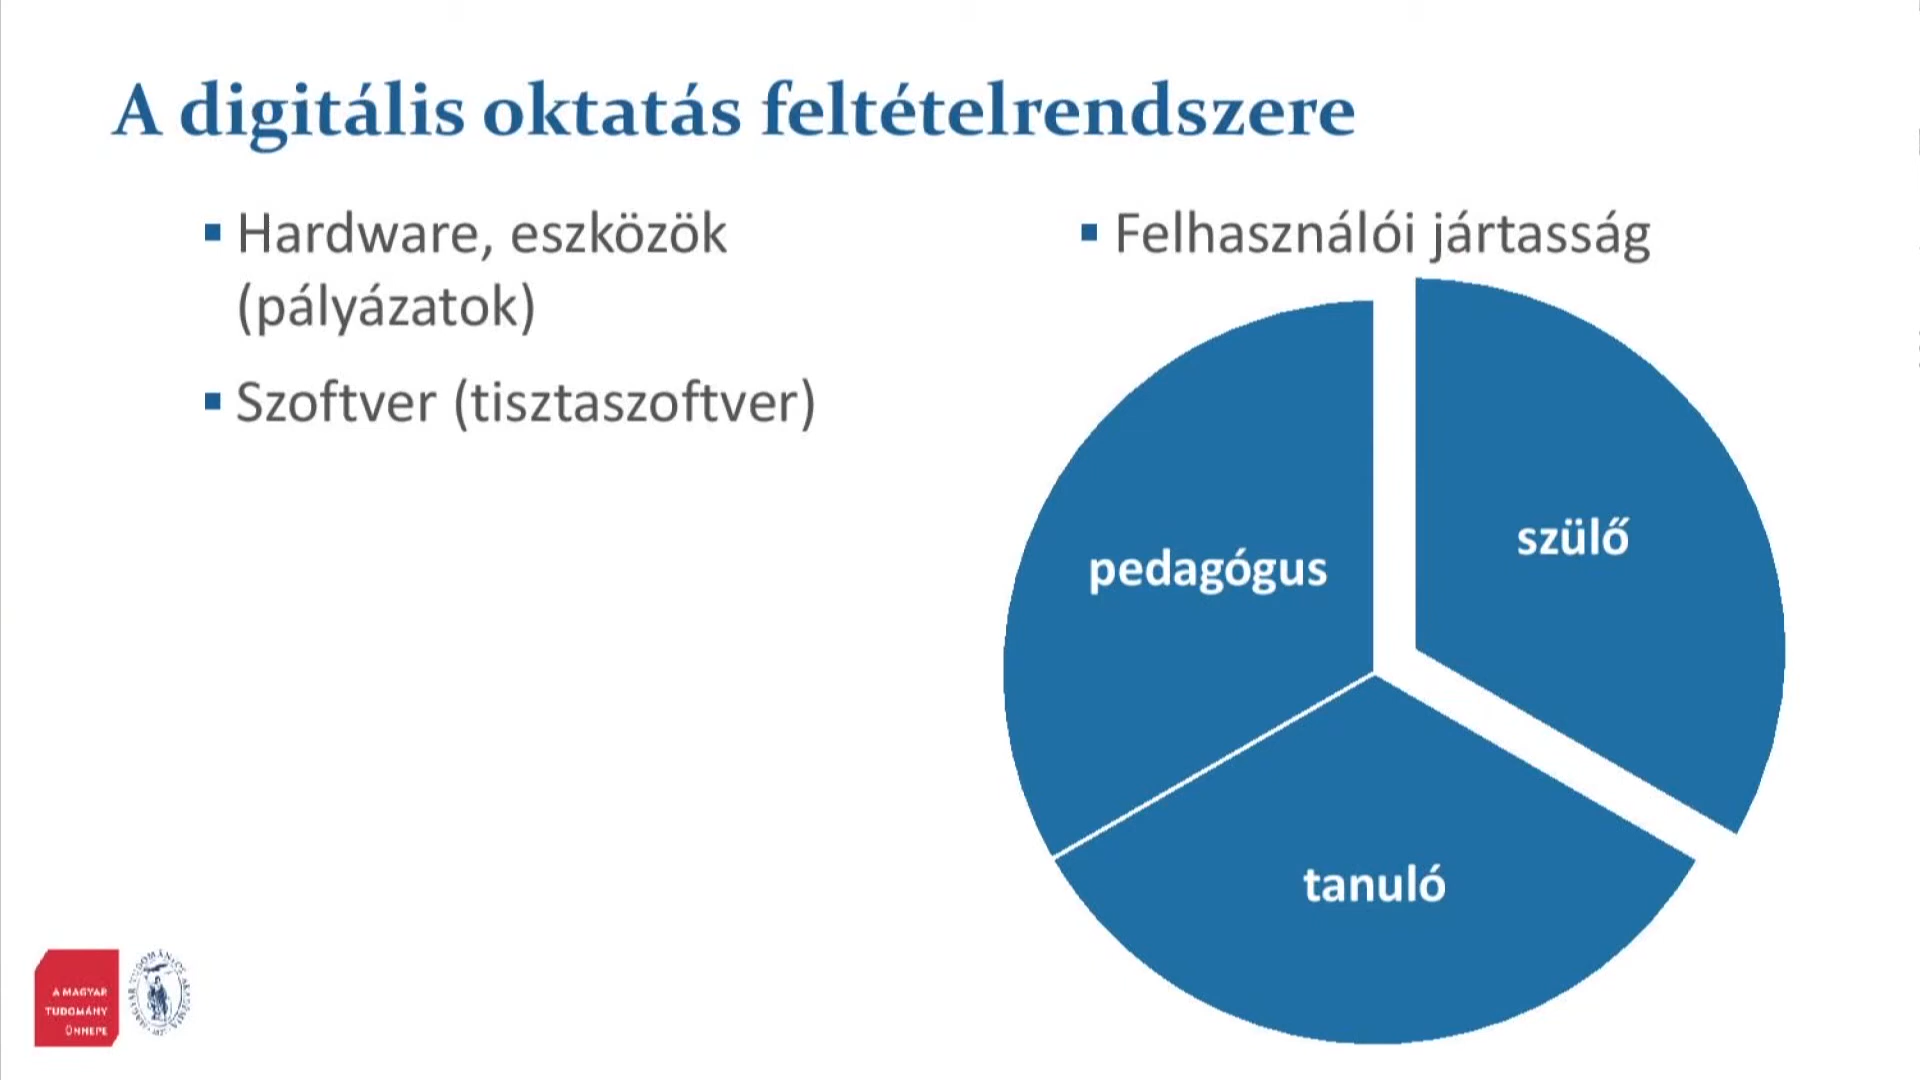 A digitális oktatás feltételrendszere
▪ Hardware, eszközök
(pályázatok)
▪ Szoftver (tisztaszoftver)
▪ Felhasználói jártasság
szülő
pedagógus
tanuló
A MAGYAR
TUDOMÁNY
ÜNNEPE